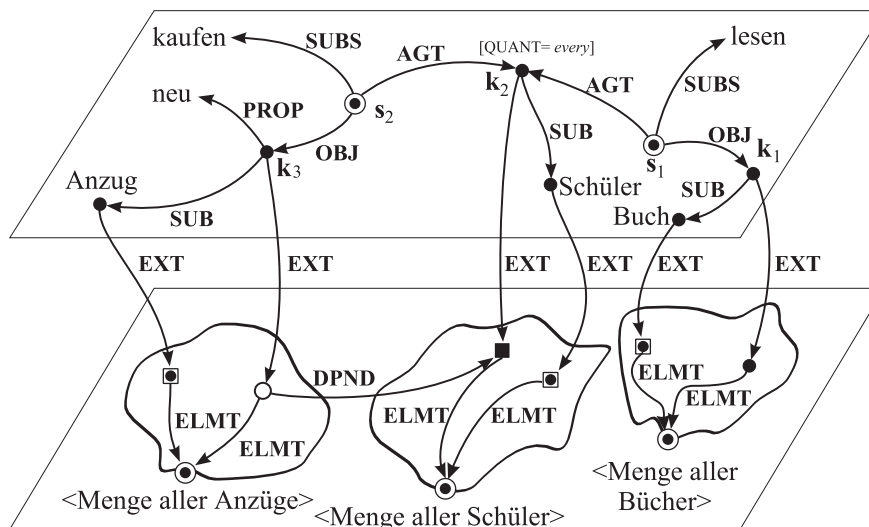 kaufen
SUBS
AGT
[QUANT= every]
lesen
k2
AGT
SUBS
neu
PROP
s2
OBJ
SUB
s1
OBJ
k1
k3
Anzug
SUB
Schüler
SUB
Buch
EXT
EXT
EXT
EXT
EXT
EXT
DPND
ELMT
ELMT
ELMT
ELMT
ELMT
ELMT
<Menge aller Anzüge>
<Menge aller Schüler>
<Menge aller
Bücher>